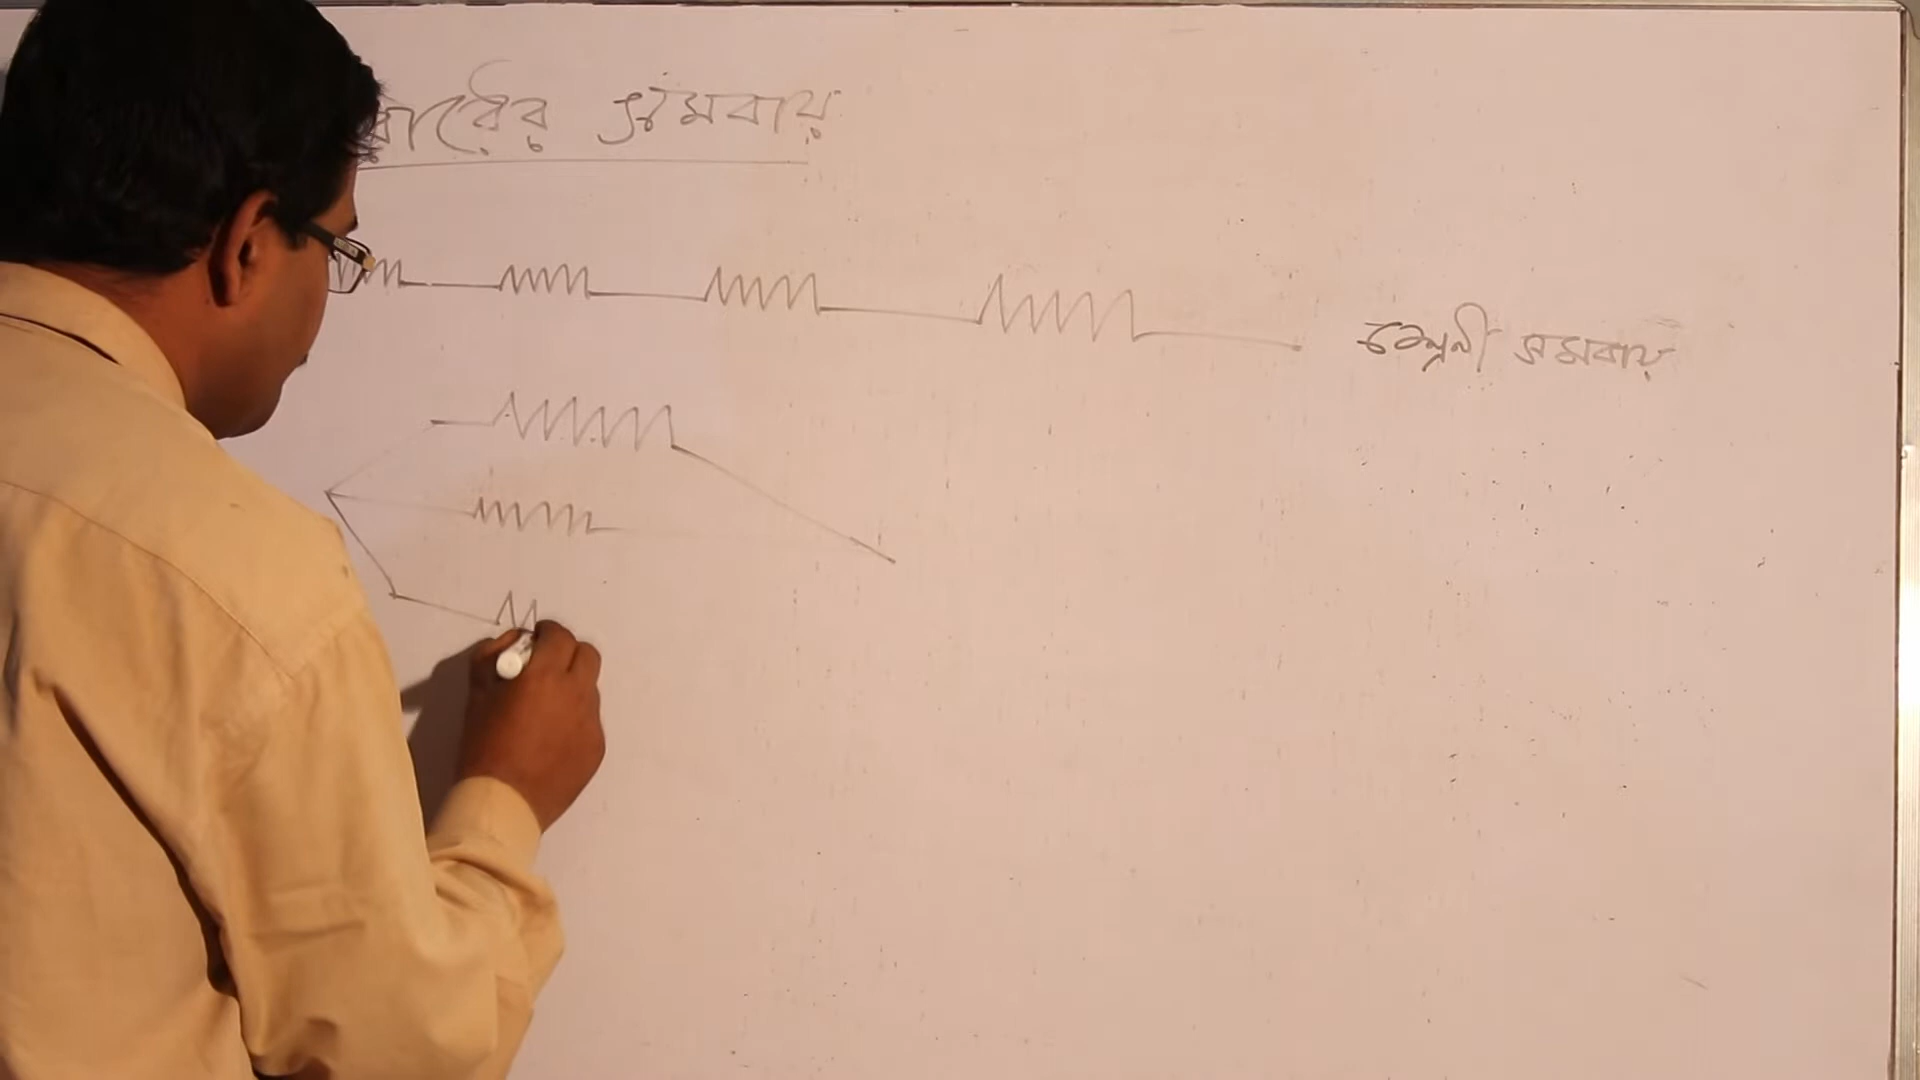 রোধের সমবায়
শ্রেনী সমবায়